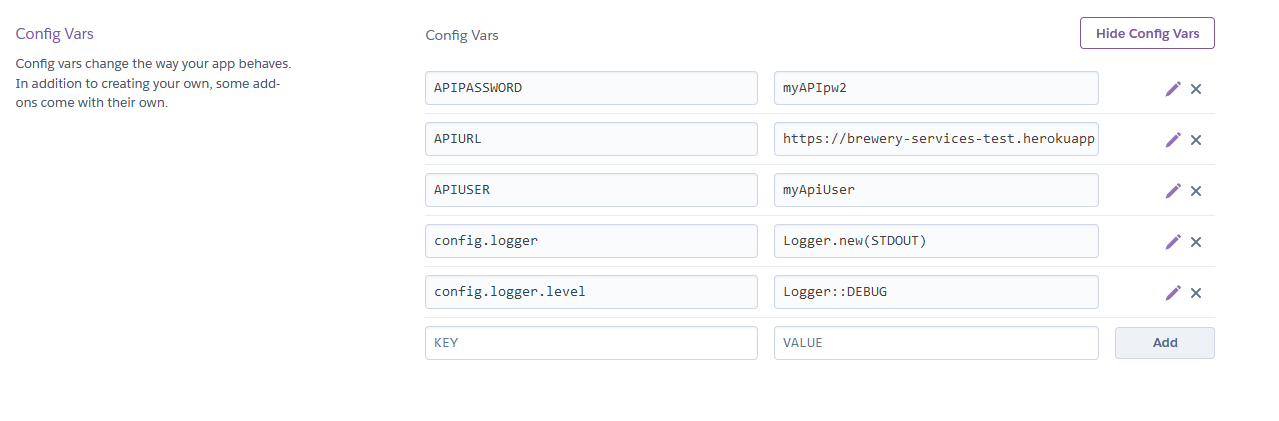 Config Vars
Config vars change the way your app behaves.
In addition to creating your own, some add-
ons come with their own.
Config Vars
Hide Config Vars
APIPASSWORD myAPIpw2
APIURL https://brewery-services-test.herokuapp
APIUSER myApiUser
config.logger Logger.new(STDOUT)
config.logger.level Logger::DEBUG
KEY VALUE Add